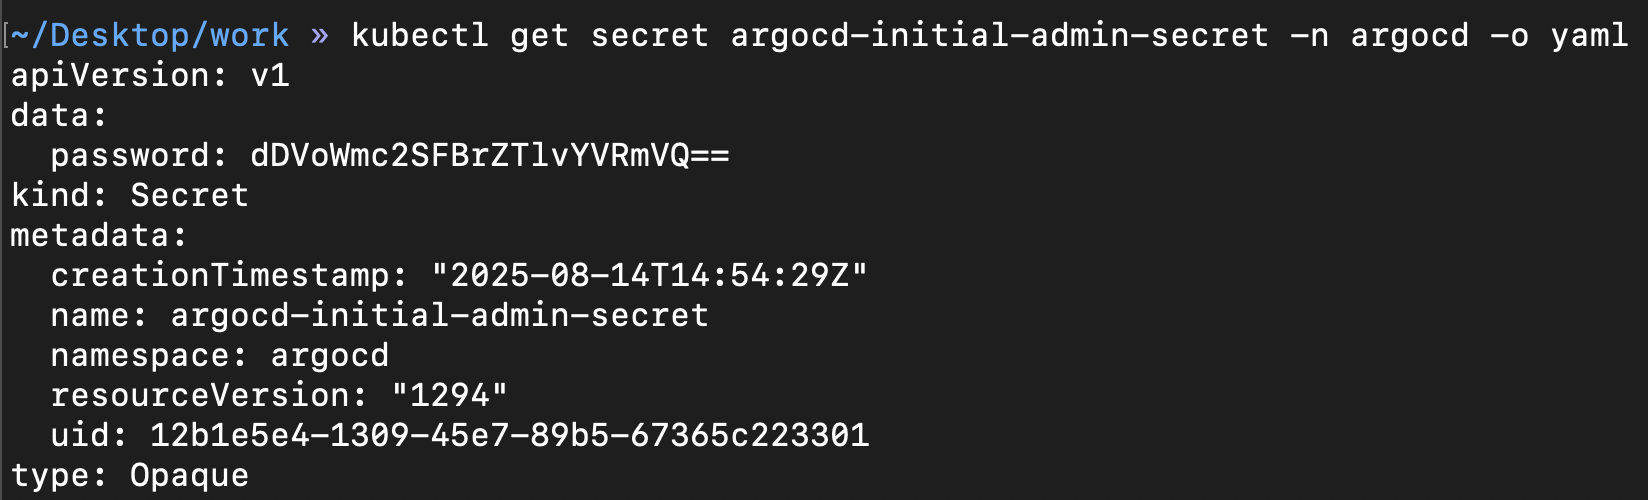 [~/Desktop/work » kubectl get secret argocd-initial-admin-secret -n argocd -o yaml
apiVersion: v1
data:
  password: dDVoWmc2SFBrZTlvYVRmVQ==
kind: Secret
metadata:
  creationTimestamp: "2025-08-14T14:54:29Z"
  name: argocd-initial-admin-secret
  namespace: argocd
  resourceVersion: "1294"
  uid: 12b1e5e4-1309-45e7-89b5-67365c223301
type: Opaque